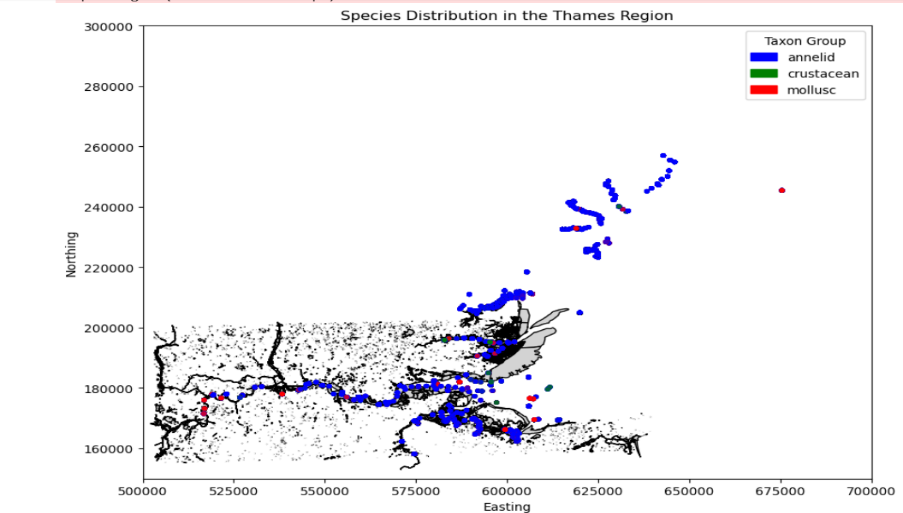 Species Distribution in the Thames Region
300000
280000
260000
240000
220000
200000
180000
160000
Northing
Taxon Group
annelid
crustacean
mollusc
500000 525000 550000 575000 600000 625000 650000 675000 700000
Easting